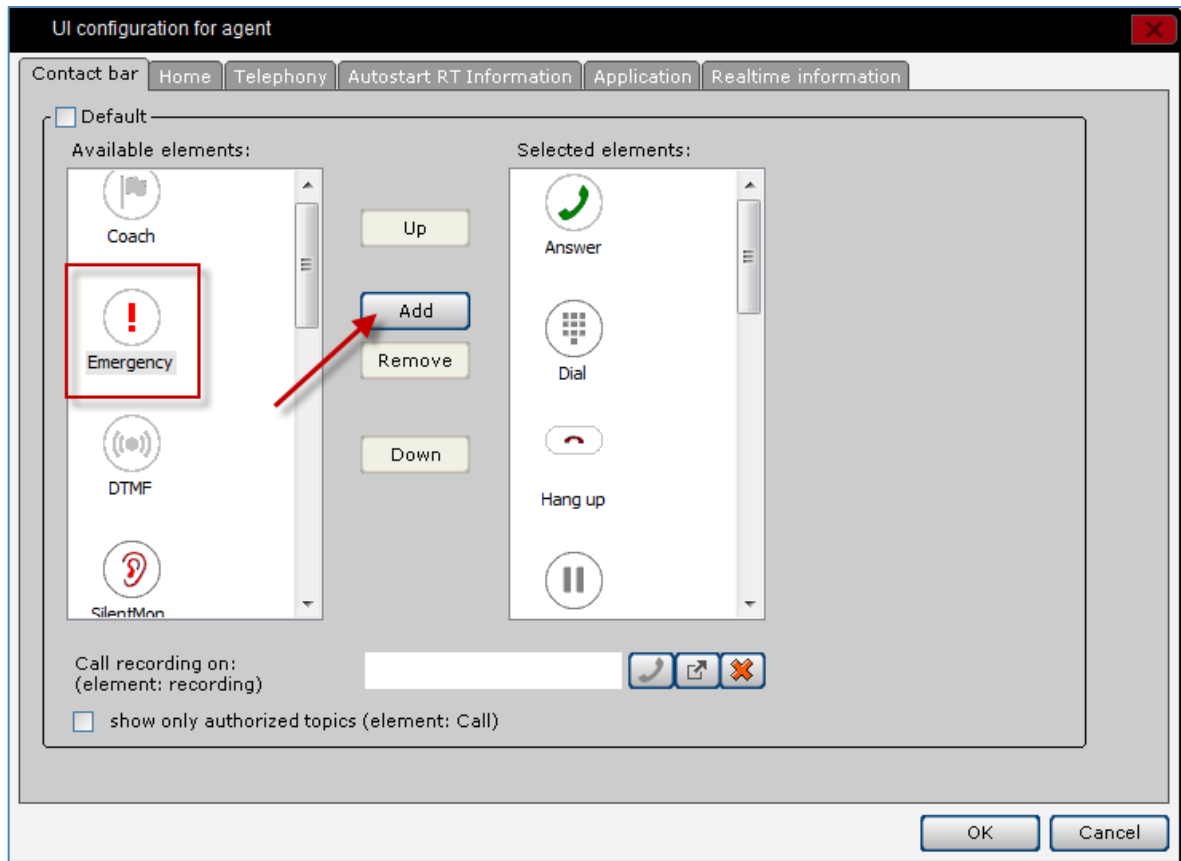 UI configuration for agent
Contact bar Home Telephony Autostart RT Information Application Realtime information
Default
Available elements:
Selected elements:
Coach
Emergency
DTMF
SilentMon
Up
Add
Remove
Down
Answer
Dial
Hang up
Call recording on:
(element: recording)
show only authorized topics (element: Call)
OK Cancel